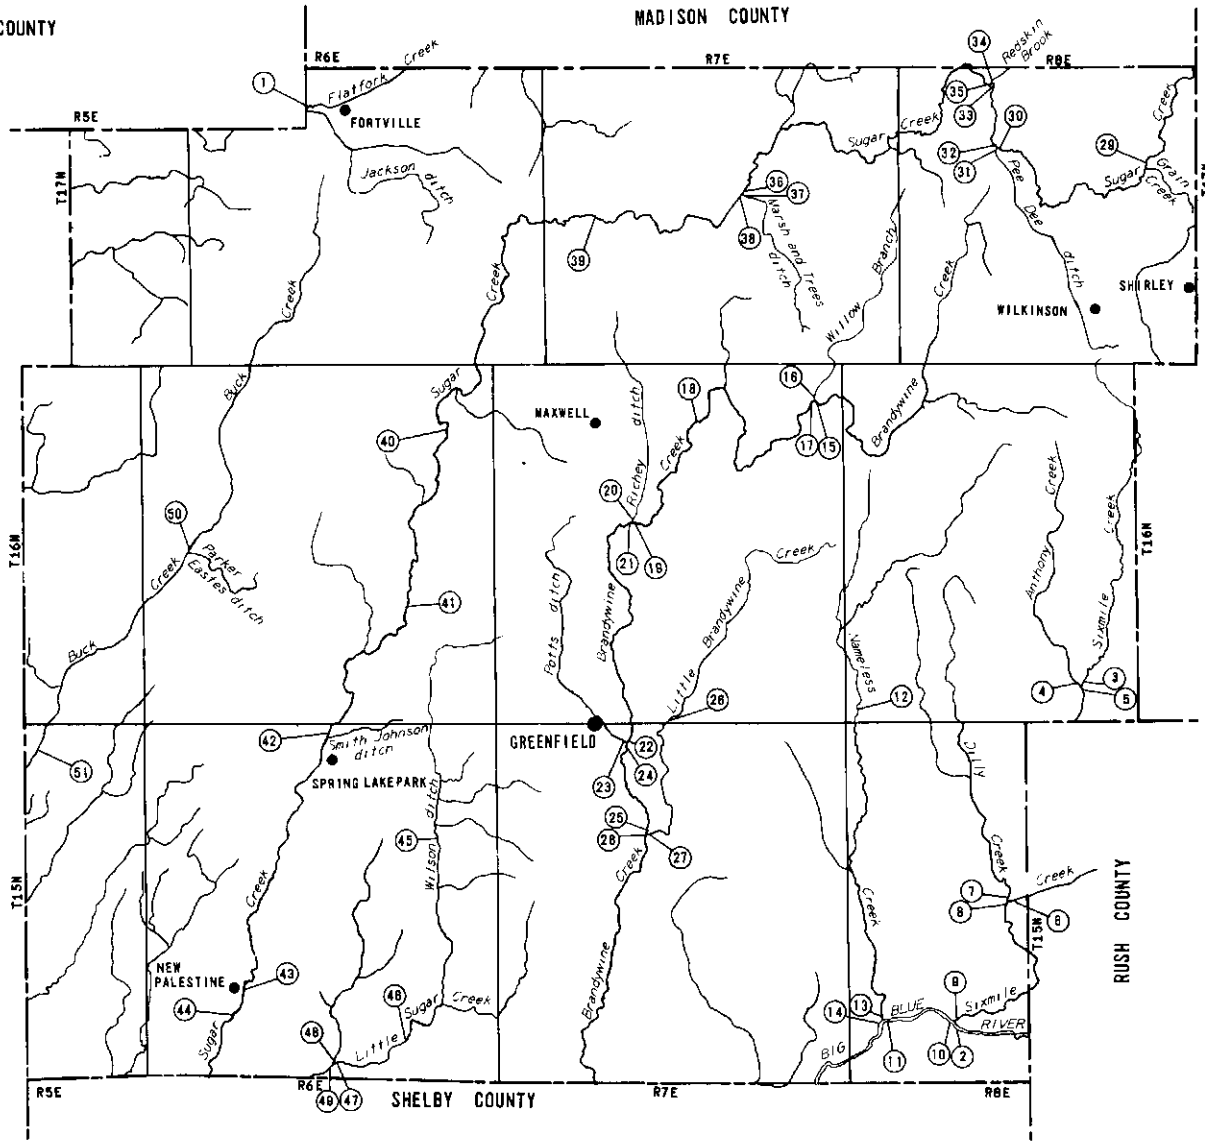 COUNTY
MADISON COUNTY
R6E
R7E
R8E
34
Redskin
Brook
1
Flatfork Creek
FORTVILLE
R5E
35
33
Sugar Creek
30
32
31
29
Grain
Creek
Sugar
Creek
T17N
T17N
Jackson ditch
36
37
38
39
Marsh and Trees
ditch
Pee Dee ditch
Willow Branch
Creek
Creek
Buck Creek
SHIRLEY
WILKINSON
Sugar
MAXWELL
18
16
17
15
Brandywine
40
Richey ditch
Creek
20
21
19
50
Parker
Eastes ditch
T16N
T16N
Buck Creek
41
Potts ditch
Brandywine
Little Brandywine Creek
Nameless
Anthony Creek
Sixmile Creek
4
3
5
12
26
42
Smith Johnson
ditch
GREENFIELD
22
23
24
51
SPRING LAKE PARK
Jilly
Creek
25
28
27
45
Wilson ditch
Creek
Creek
Creek
Creek
7
8
6
T15N
T15N
RUSH COUNTY
NEW
PALESTINE
43
44
Sugar
Brandywine
48
Little Sugar Creek
46
49
47
13
14
BLUE
9
Sixmile
RIVER
BIG
11
10
2
R5E
R6E
SHELBY COUNTY
R7E
R8E